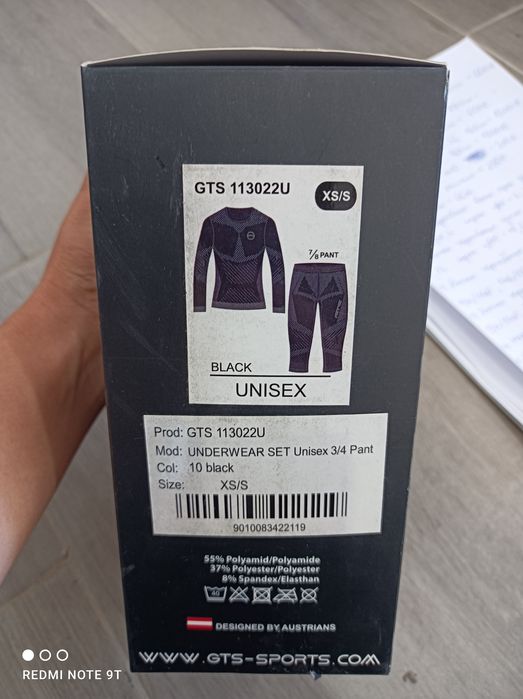 GTS 113022U
XS/S
7/8 PANT
BLACK
UNISEX
Prod: GTS 113022U
Mod: UNDERWEAR SET Unisex 3/4 Pant
Col: 10 black
Size: XS/S
9010083422119
55% Polyamid/Polyamide
37% Polyester/Polyester
8% Spandex/Elasthan
40
DESIGNED BY AUSTRIANS
WWW.GTS-SPORTS.COM
REDMI NOTE 9T